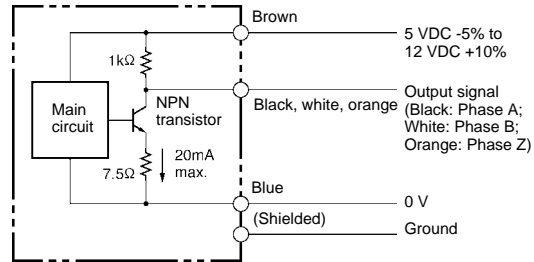 Brown
5 VDC -5% to
12 VDC +10%
1kΩ
Main
circuit
NPN
transistor
Black, white, orange
Output signal
(Black: Phase A;
White: Phase B;
Orange: Phase Z)
20mA
max.
7.5Ω
Blue
0 V
(Shielded)
Ground